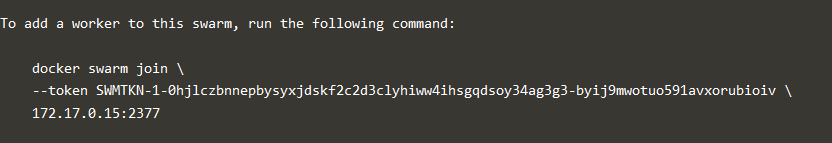 To add a worker to this swarm, run the following command:
docker swarm join \
--token SWMTKN-1-0hjlczbnnepbysyxjdskf2c2d3clyhiww4ihsgqdsoy34ag3g3-byij9mwotuo591avxorubioiv \
172.17.0.15:2377